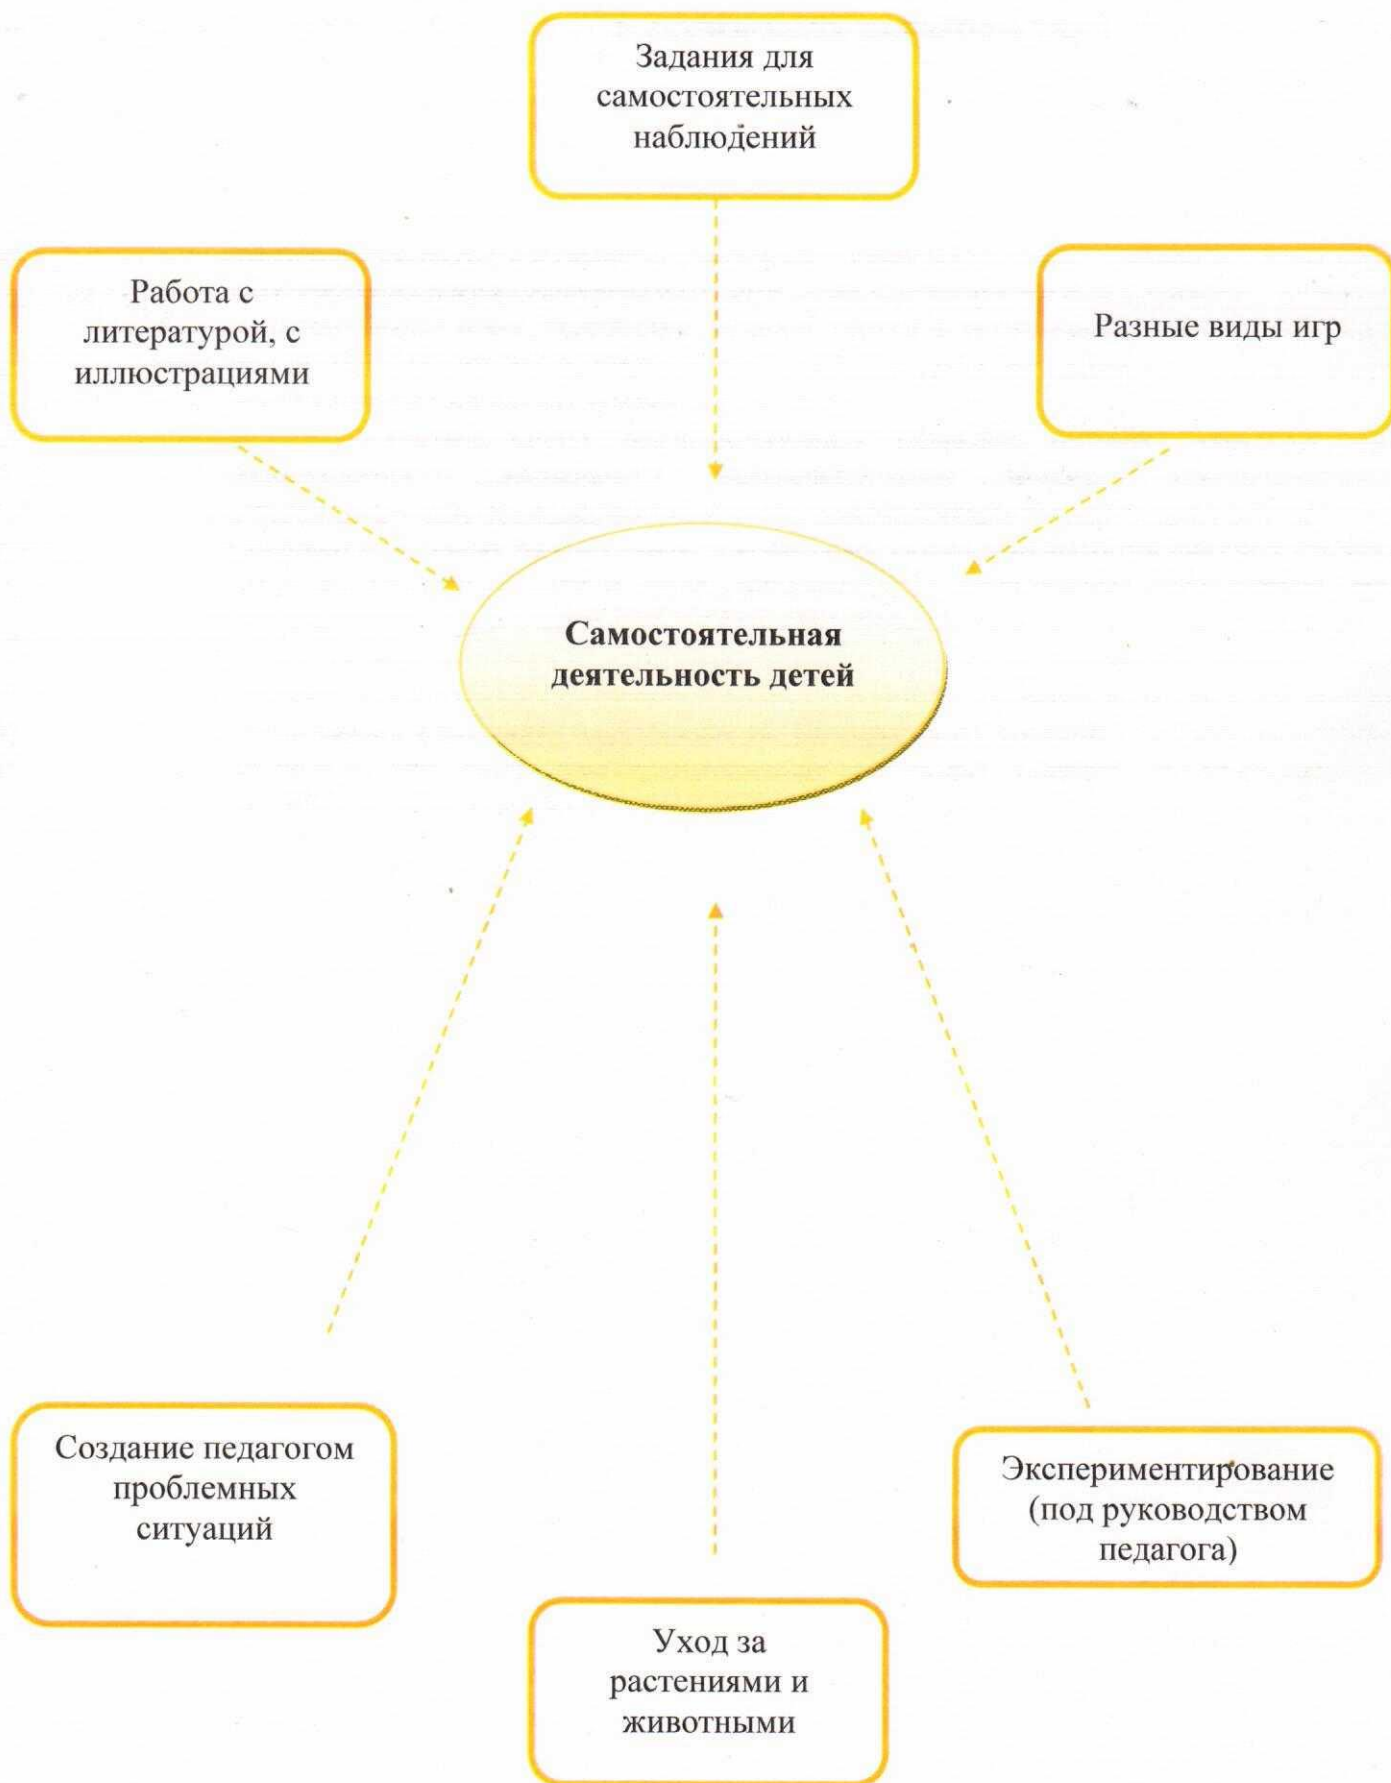 Задания для
самостоятельных
наблюдений
Работа с
литературой, с
иллюстрациями
Разные виды игр
Самостоятельная
деятельность детей
Создание педагогом
проблемных
ситуаций
Экспериментирование
(под руководством
педагога)
Уход за
растениями и
животными